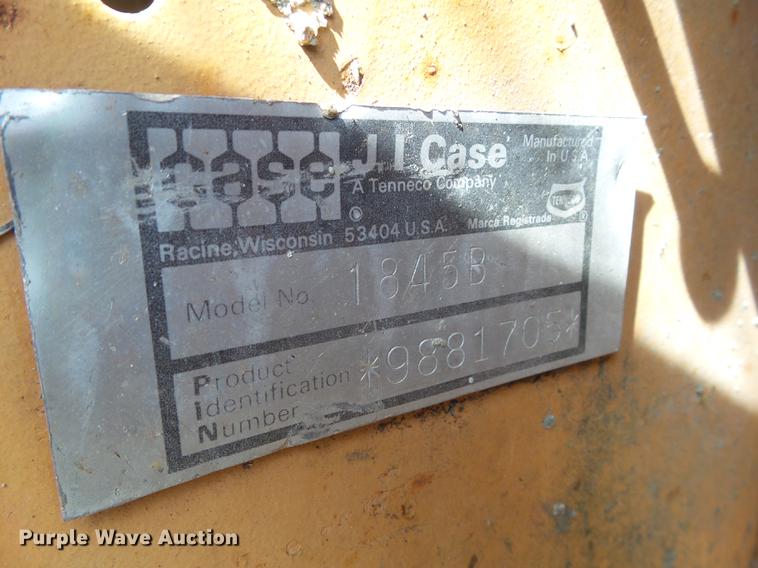 case
J I Case
A Tenneco Company
Manufactured
In U.S.A.
TENNECO
Marca Registrada ®
®
Racine, Wisconsin 53404 U.S.A.
Model No. 1845B
Product
Identification
Number
*9881705*
Purple Wave Auction